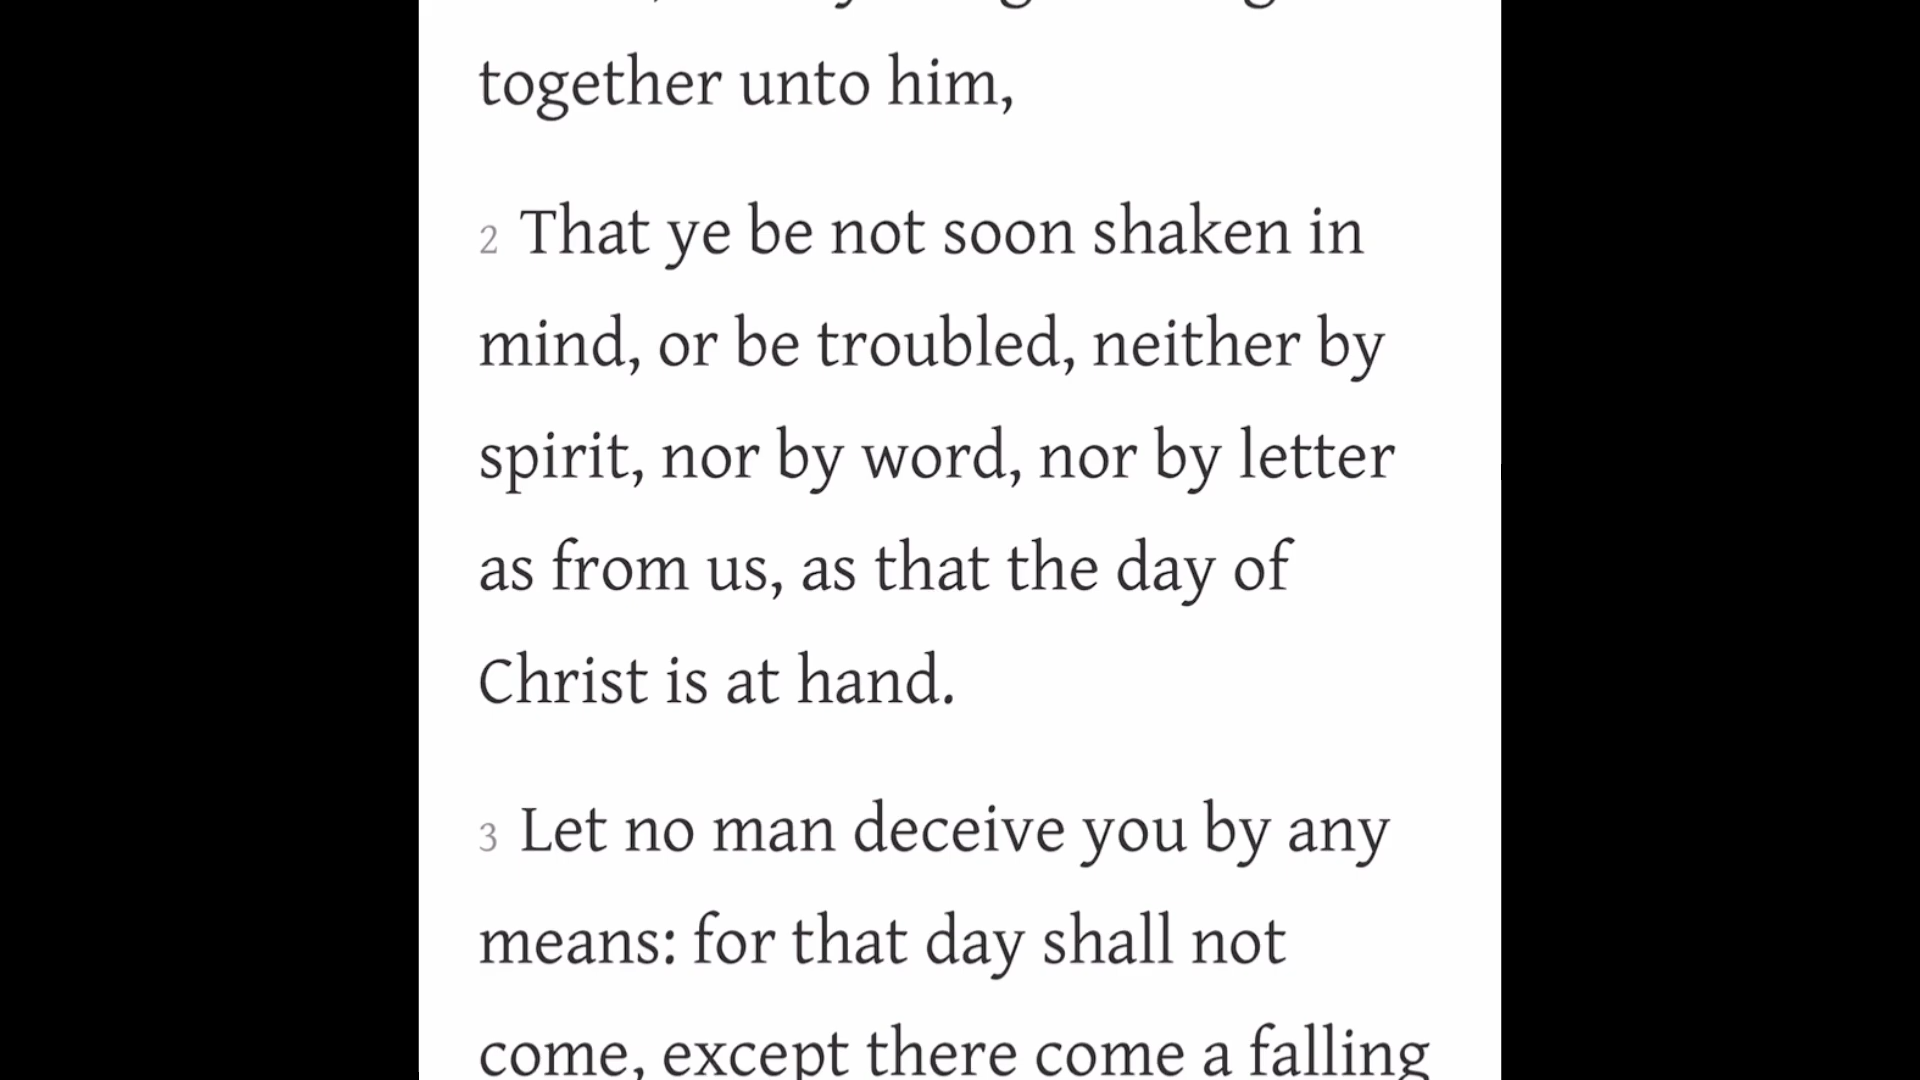 together unto him,
2 That ye be not soon shaken in
mind, or be troubled, neither by
spirit, nor by word, nor by letter
as from us, as that the day of
Christ is at hand.
3 Let no man deceive you by any
means: for that day shall not
come, except there come a falling